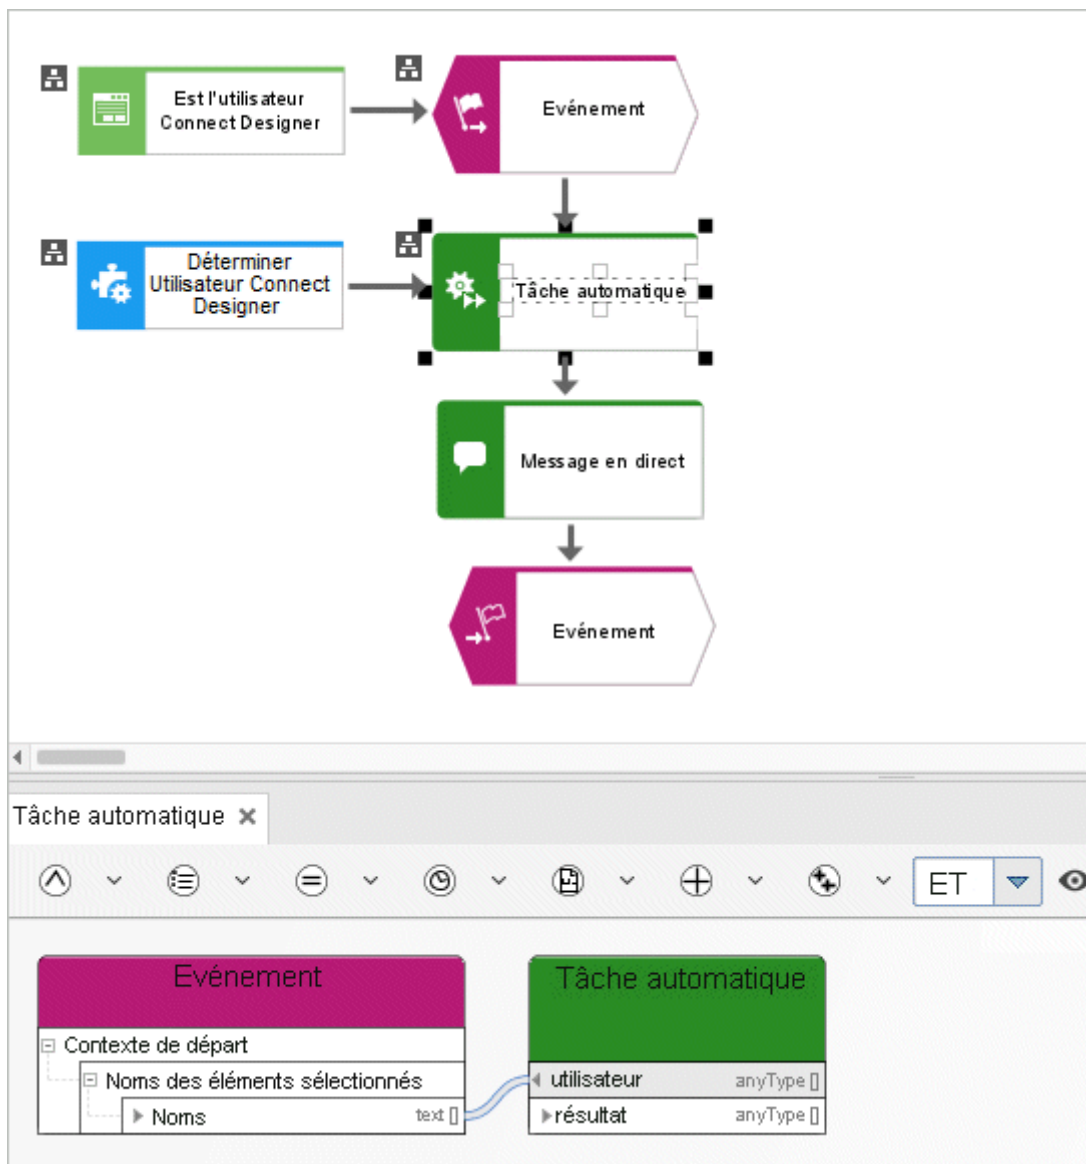 Est l'utilisateur
Connect Designer
Evénement
Déterminer
Utilisateur Connect
Designer
Tâche automatique
Message en direct
Evénement
Tâche automatique
ET
Evénement
Tâche automatique
Contexte de départ
Noms des éléments sélectionnés
utilisateur anyType []
Noms text []
résultat anyType []